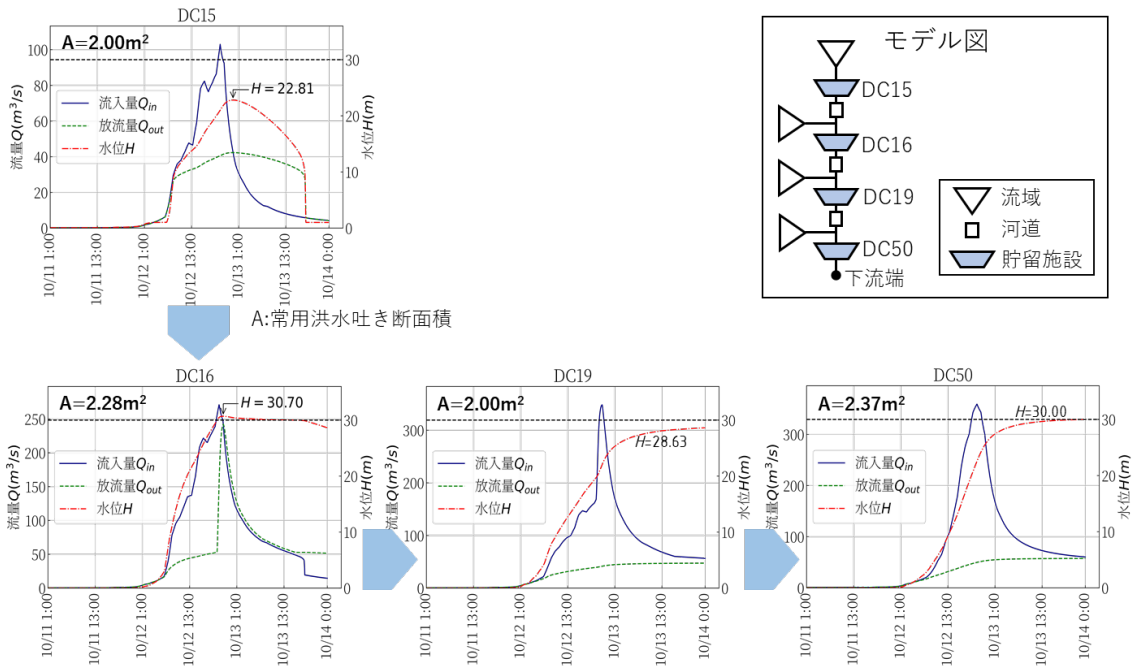 DC15
A=2.00m²
H = 22.81
流入量Qin
放流量Qout
水位H
流量Q(m³/s)
水位H(m)
0
20
40
60
80
100
0
10
20
30
10/11 1:00
10/11 13:00
10/12 1:00
10/12 13:00
10/13 1:00
10/13 13:00
10/14 0:00
モデル図
DC15
DC16
DC19
DC50
下流端
流域
河道
貯留施設
A:常用洪水吐き断面積
DC16
A=2.28m²
H = 30.70
流入量Qin
放流量Qout
水位H
流量Q(m³/s)
水位H(m)
0
50
100
150
200
250
0
10
20
30
10/11 1:00
10/11 13:00
10/12 1:00
10/12 13:00
10/13 1:00
10/13 13:00
10/14 0:00
DC19
A=2.00m²
H=28.63
流入量Qin
放流量Qout
水位H
流量Q(m³/s)
水位H(m)
0
100
200
300
0
10
20
30
10/11 1:00
10/11 13:00
10/12 1:00
10/12 13:00
10/13 1:00
10/13 13:00
10/14 0:00
DC50
A=2.37m²
H=30.00
流入量Qin
放流量Qout
水位H
流量Q(m³/s)
水位H(m)
0
100
200
300
0
10
20
30
10/11 1:00
10/11 13:00
10/12 1:00
10/12 13:00
10/13 1:00
10/13 13:00
10/14 0:00